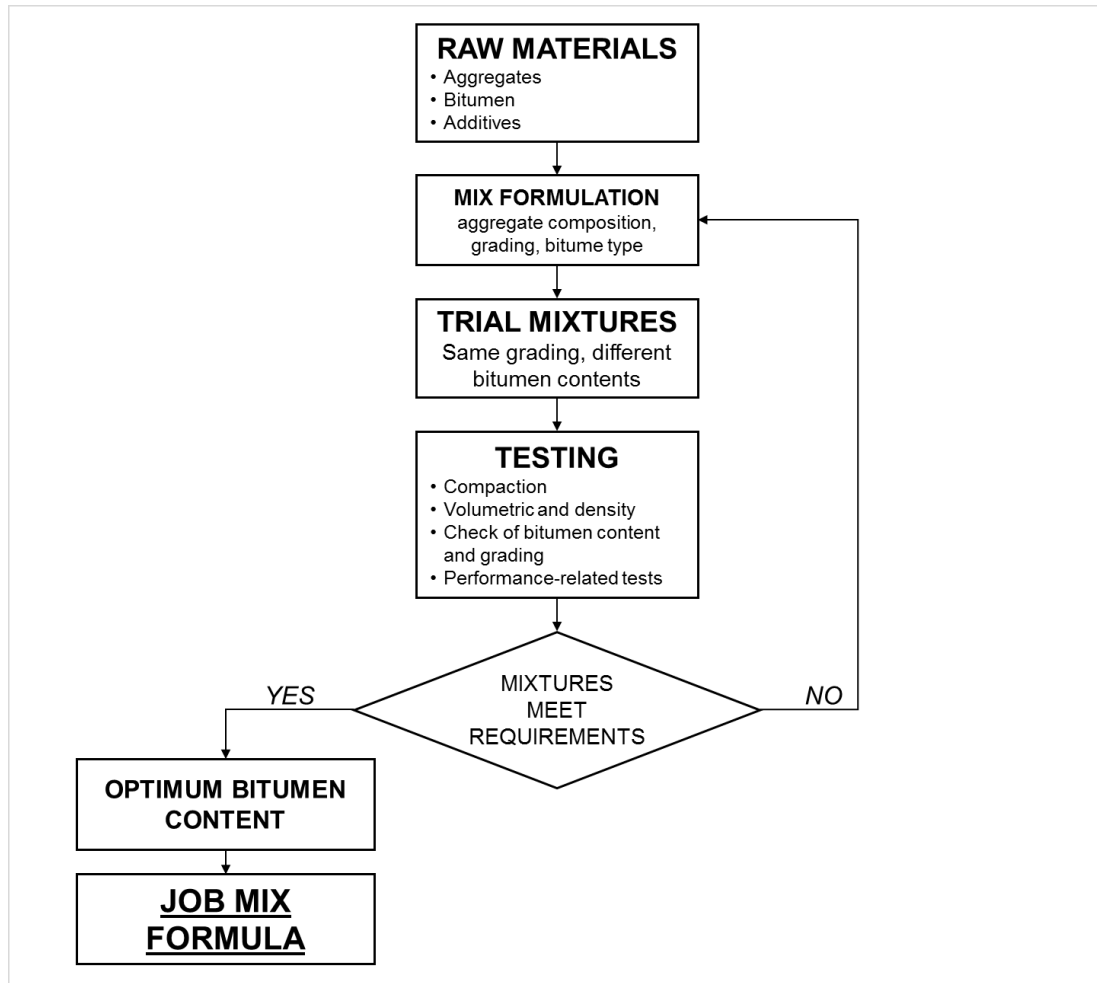 RAW MATERIALS
• Aggregates
• Bitumen
• Additives
MIX FORMULATION
aggregate composition,
grading, bitume type
TRIAL MIXTURES
Same grading, different
bitumen contents
TESTING
• Compaction
• Volumetric and density
• Check of bitumen content
and grading
• Performance-related tests
YES
MIXTURES
MEET
REQUIREMENTS
NO
OPTIMUM BITUMEN
CONTENT
JOB MIX
FORMULA